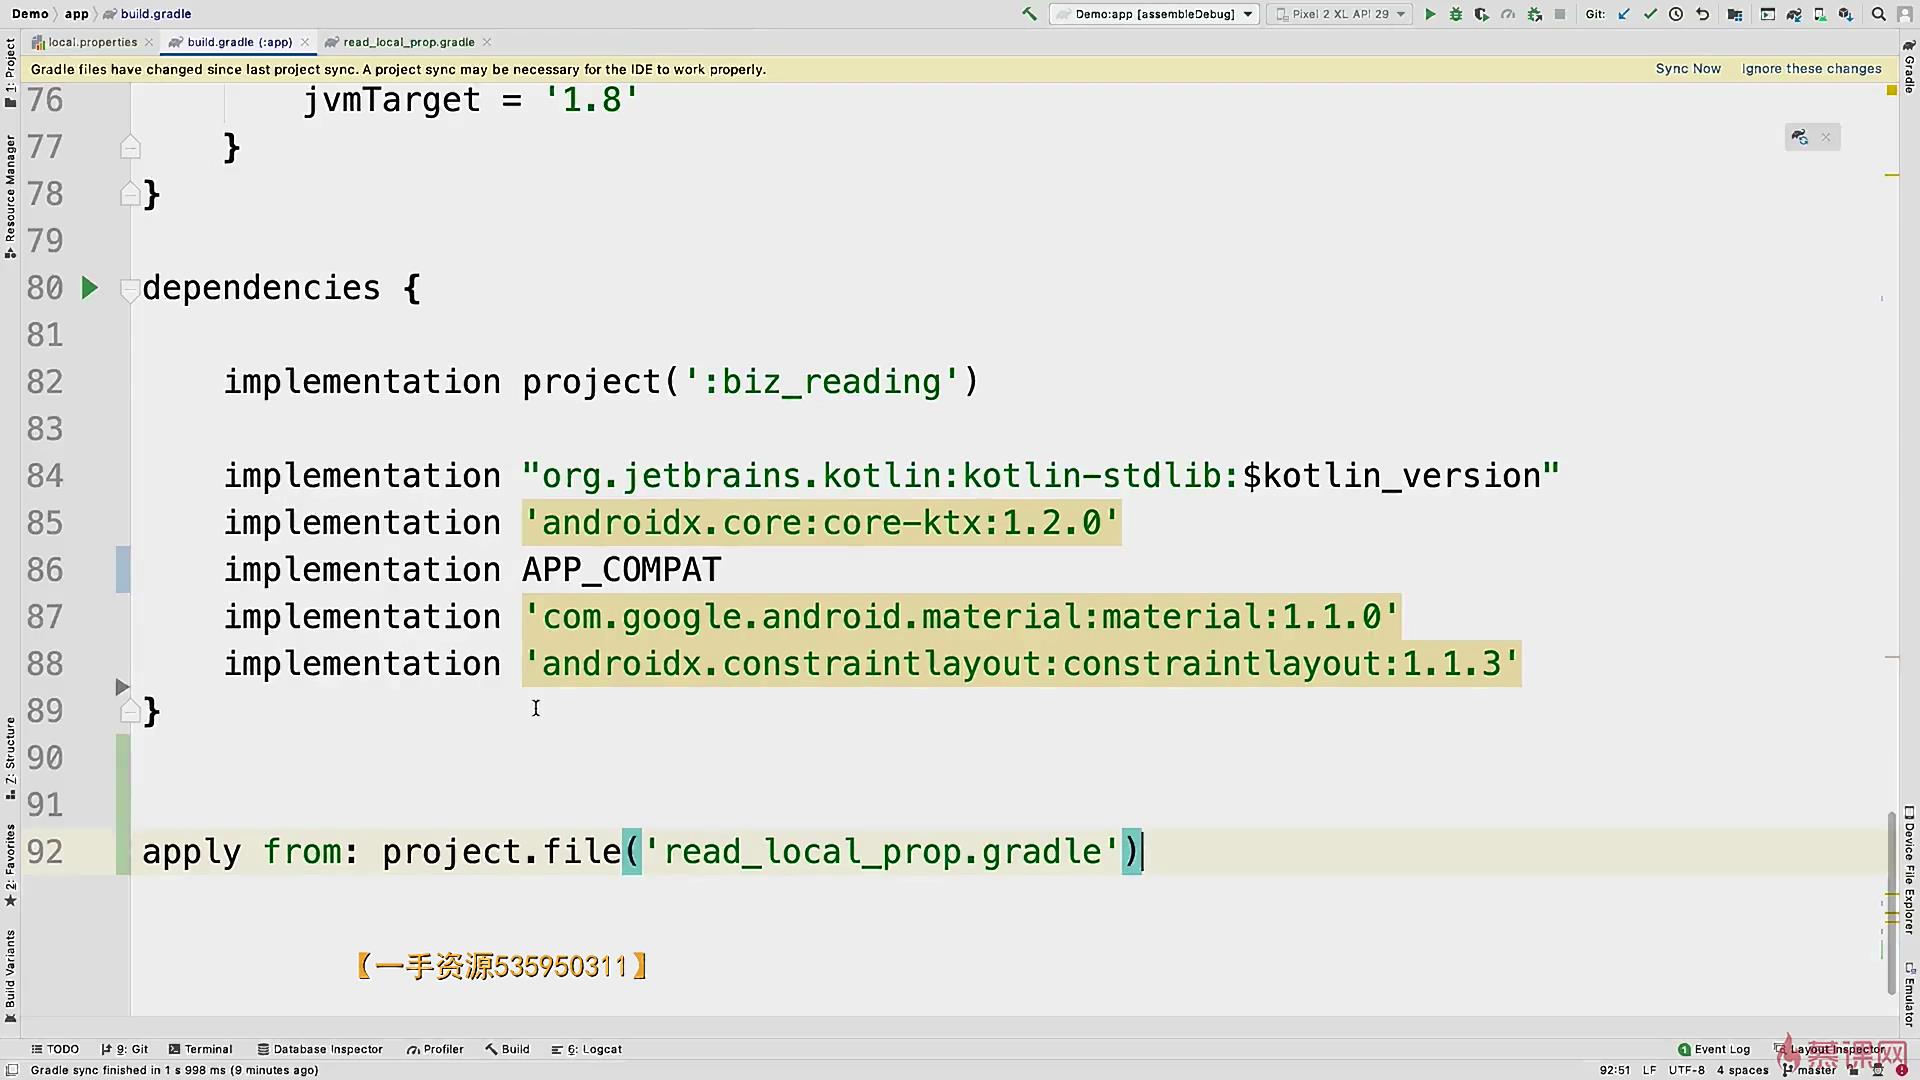 Demo app build.gradle Demo:app [assembleDebug] Pixel 2 XL API 29 Git:
local.properties build.gradle (:app) read_local_prop.gradle
Gradle files have changed since last project sync. A project sync may be necessary for the IDE to work properly. Sync Now Ignore these changes
1: Project
Resource Manager
Z: Structure
2: Favorites
Build Variants
76 jvmTarget = '1.8'
77 }
78 }
79
80 dependencies {
81
82 implementation project(':biz_reading')
83
84 implementation "org.jetbrains.kotlin:kotlin-stdlib:$kotlin_version"
85 implementation 'androidx.core:core-ktx:1.2.0'
86 implementation APP_COMPAT
87 implementation 'com.google.android.material:material:1.1.0'
88 implementation 'androidx.constraintlayout:constraintlayout:1.1.3'
89 }
90
91
92 apply from: project.file('read_local_prop.gradle')
【一手资源535950311】
Gradle
Device File Explorer
Emulator
TODO 9: Git Terminal Database Inspector Profiler Build 6: Logcat 1 Event Log Layout Inspector
慕课网
Gradle sync finished in 1 s 998 ms (9 minutes ago) 92:51 LF UTF-8 4 spaces master